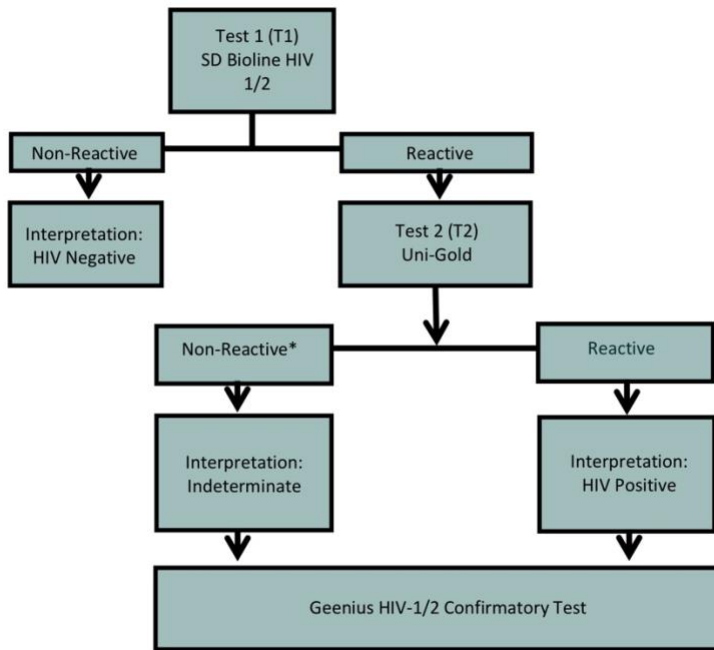 Test 1 (T1)
SD Bioline HIV
1/2
Non-Reactive
Reactive
Interpretation:
HIV Negative
Test 2 (T2)
Uni-Gold
Non-Reactive*
Reactive
Interpretation:
Indeterminate
Interpretation:
HIV Positive
Geenius HIV-1/2 Confirmatory Test